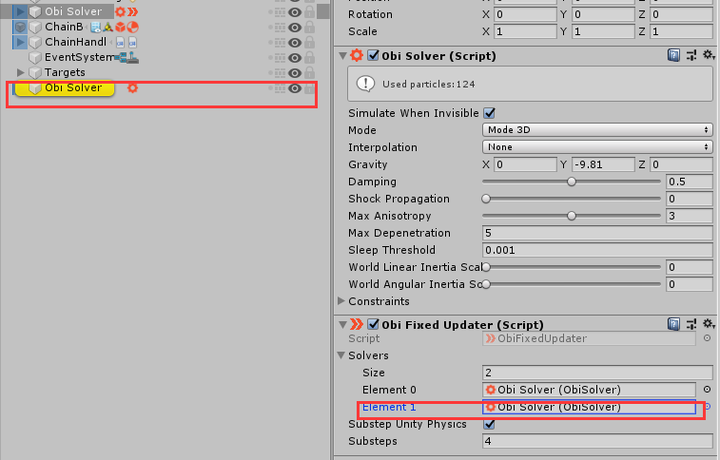 Obi Solver
ChainB
ChainHandl
EventSystem
Targets
Obi Solver
Rotation X 0 Y 0 Z 0
Scale X 1 Y 1 Z 1
Obi Solver (Script)
Used particles:124
Simulate When Invisible
Mode Mode 3D
Interpolation None
Gravity X 0 Y -9.81 Z 0
Damping 0.5
Shock Propagation 0
Max Anisotropy 3
Max Depenetration 5
Sleep Threshold 0.001
World Linear Inertia Scal 0
World Angular Inertia Sc 0
Constraints
Obi Fixed Updater (Script)
Script ObiFixedUpdater
Solvers
Size 2
Element 0 Obi Solver (ObiSolver)
Element 1 Obi Solver (ObiSolver)
Substep Unity Physics
Substeps 4